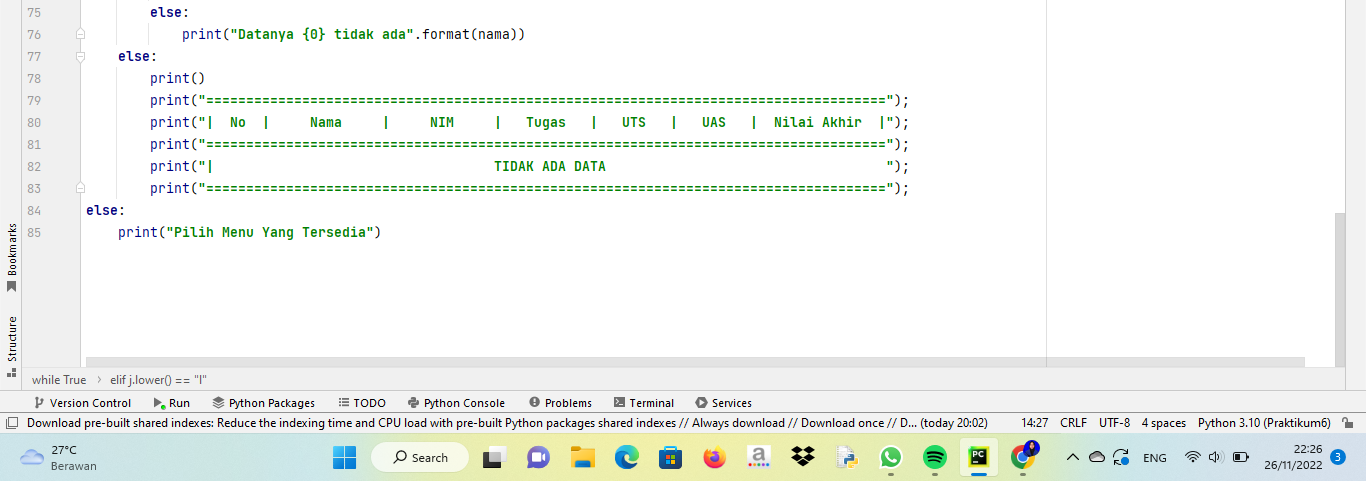 75 else:
76 print("Datanya {0} tidak ada".format(nama))
77 else:
78 print()
79 print("=====================================================================================");
80 print("|  No  |     Nama     |     NIM     |   Tugas   |   UTS   |   UAS   |  Nilai Akhir  |");
81 print("=====================================================================================");
82 print("|                                   TIDAK ADA DATA                                   ");
83 print("=====================================================================================");
84 else:
85 print("Pilih Menu Yang Tersedia")
Bookmarks
Structure
while True > elif j.lower() == "l"
Version Control Run Python Packages TODO Python Console Problems Terminal Services
Download pre-built shared indexes: Reduce the indexing time and CPU load with pre-built Python packages shared indexes // Always download // Download once // D... (today 20:02) 14:27 CRLF UTF-8 4 spaces Python 3.10 (Praktikum6)
27°C
Berawan
Search
a
PC
ENG
22:26
26/11/2022
3